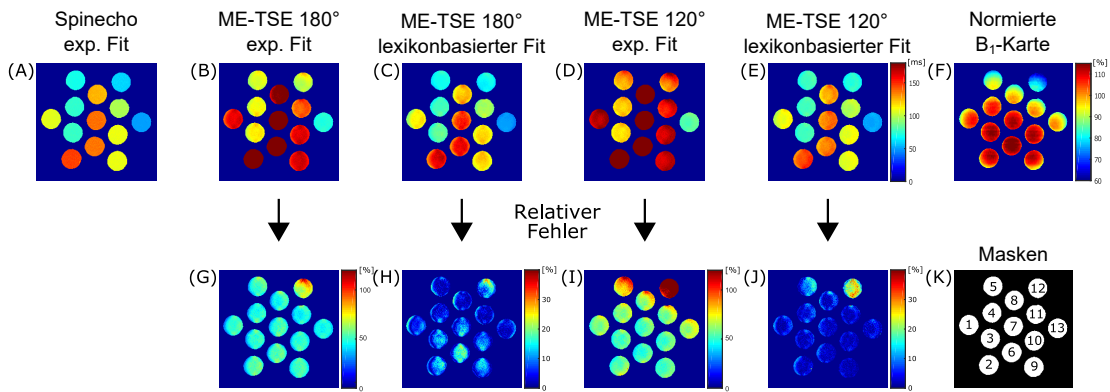 Spinecho
exp. Fit
ME-TSE 180°
exp. Fit
ME-TSE 180°
lexikonbasierter Fit
ME-TSE 120°
exp. Fit
ME-TSE 120°
lexikonbasierter Fit
Normierte
B₁-Karte
(A)
(B)
(C)
(D)
(E)
[ms]
150
100
50
0
(F)
[%]
110
100
90
80
70
60
Relativer
Fehler
Masken
(G)
[%]
100
50
0
(H)
[%]
30
20
10
0
(I)
[%]
100
50
0
(J)
[%]
30
20
10
0
(K)
5
12
8
4
11
1
7
13
3
10
6
2
9